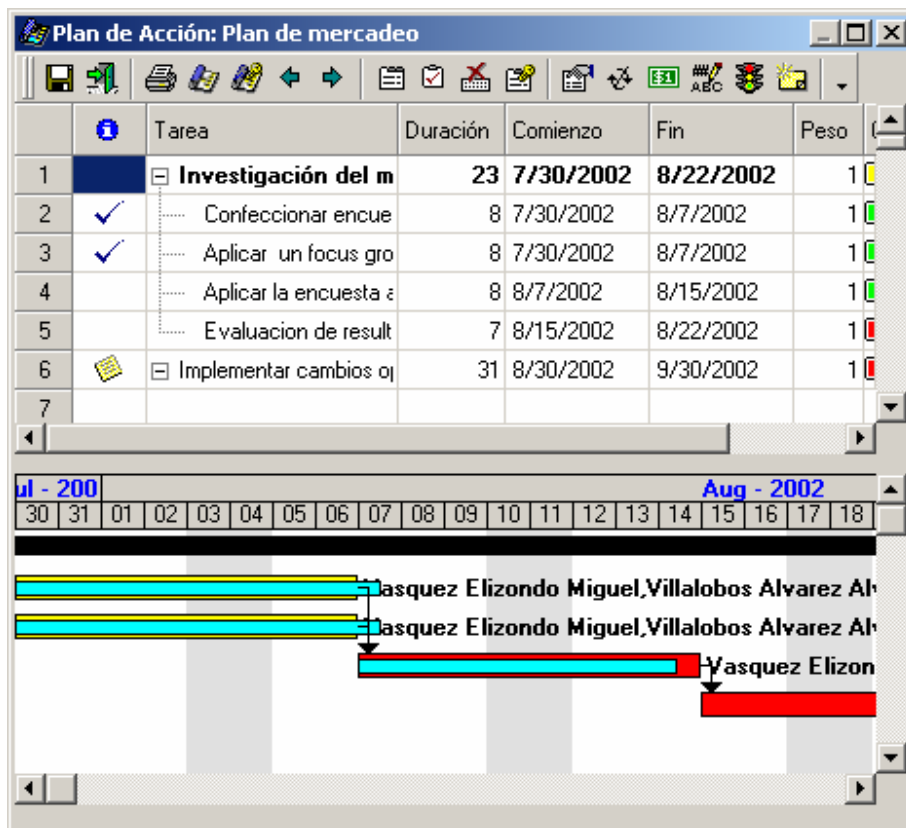 Plan de Acción: Plan de mercadeo
Tarea Duración Comienzo Fin Peso
1 Investigación del m 23 7/30/2002 8/22/2002 1
2 Confeccionar encue 8 7/30/2002 8/7/2002 1
3 Aplicar un focus gro 8 7/30/2002 8/7/2002 1
4 Aplicar la encuesta a 8 8/7/2002 8/15/2002 1
5 Evaluacion de result 7 8/15/2002 8/22/2002 1
6 Implementar cambios o 31 8/30/2002 9/30/2002 1
7
ul - 200 Aug - 2002
30 31 01 02 03 04 05 06 07 08 09 10 11 12 13 14 15 16 17 18
Vasquez Elizondo Miguel,Villalobos Alvarez Al
Vasquez Elizondo Miguel,Villalobos Alvarez Al
Vasquez Elizon